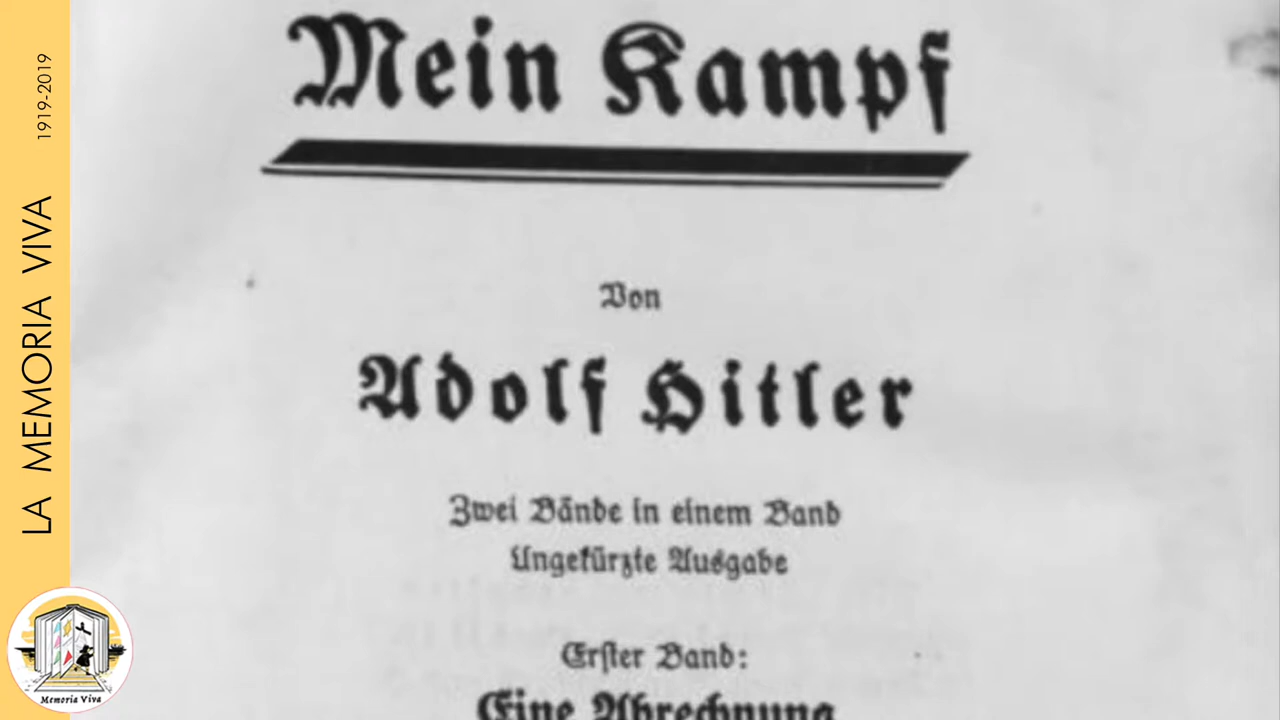 Mein Kampf
Von
Adolf Hitler
Zwei Bände in einem Band
Ungekürzte Ausgabe
Erster Band:
Eine Abrechnung
LA MEMORIA VIVA 1919-2019
Memoria Viva